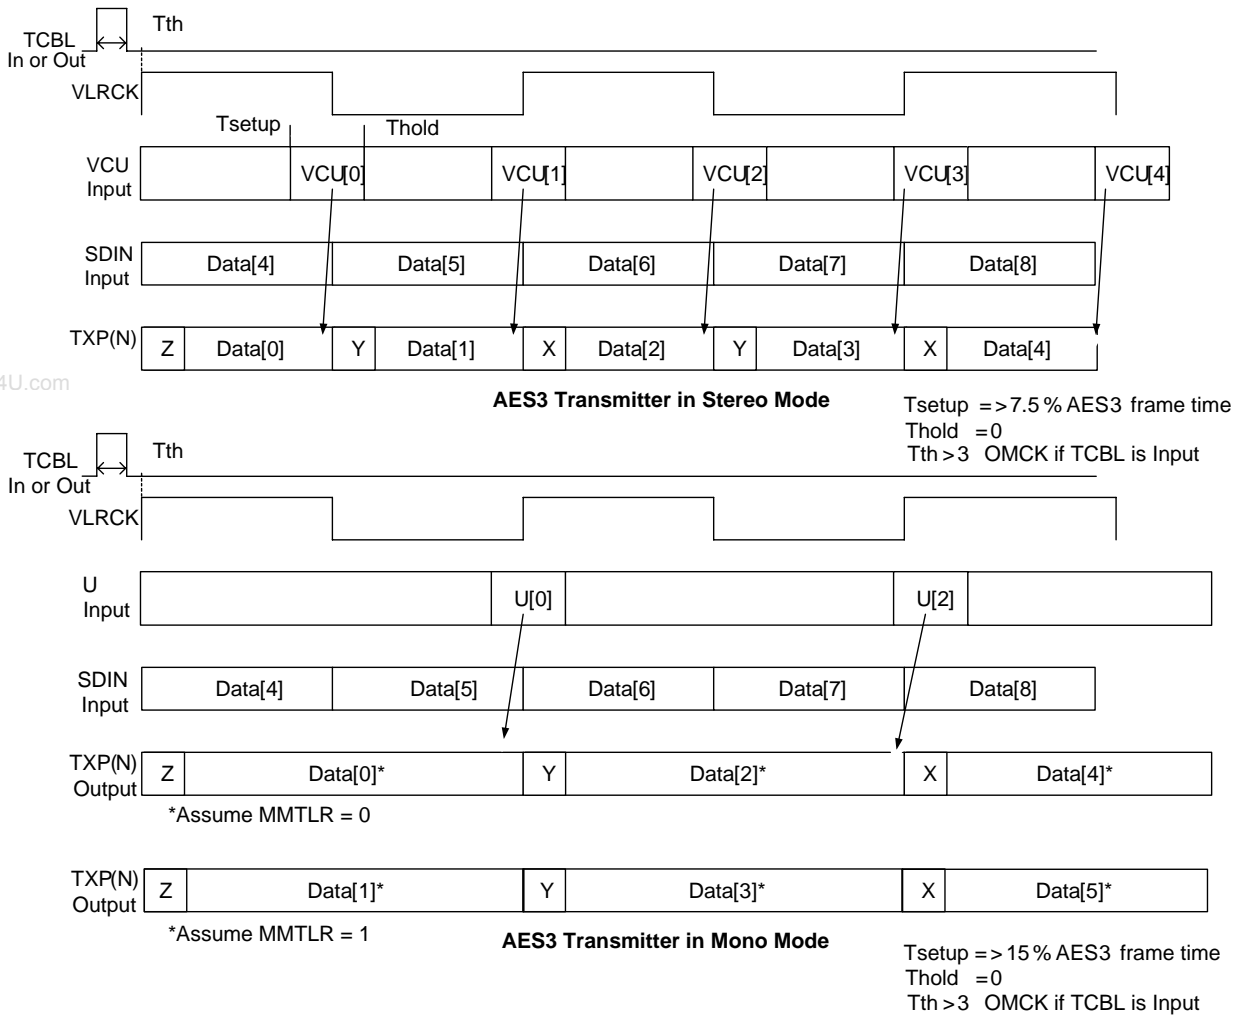 Tth
TCBL
In or Out
VLRCK
Tsetup Thold
VCU
Input
VCU[0] VCU[1] VCU[2] VCU[3] VCU[4]
SDIN
Input
Data[4] Data[5] Data[6] Data[7] Data[8]
TXP(N)
Z Data[0] Y Data[1] X Data[2] Y Data[3] X Data[4]
4U.com
AES3 Transmitter in Stereo Mode
Tsetup =>7.5% AES3 frame time
Thold =0
Tth>3 OMCK if TCBL is Input
Tth
TCBL
In or Out
VLRCK
U
Input
U[0] U[2]
SDIN
Input
Data[4] Data[5] Data[6] Data[7] Data[8]
TXP(N)
Output
Z Data[0]* Y Data[2]* X Data[4]*
*Assume MMTLR = 0
TXP(N)
Output
Z Data[1]* Y Data[3]* X Data[5]*
*Assume MMTLR = 1
AES3 Transmitter in Mono Mode
Tsetup =>15% AES3 frame time
Thold =0
Tth>3 OMCK if TCBL is Input